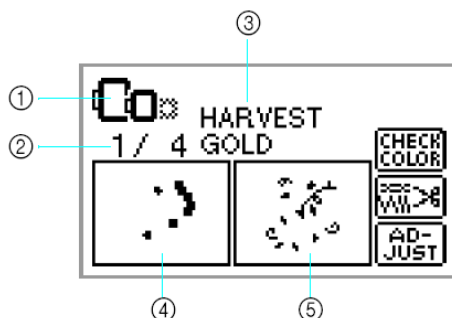 ③
①
HARVEST
② 1/ 4 GOLD
CHECK
COLOR
AD-
JUST
④ ⑤